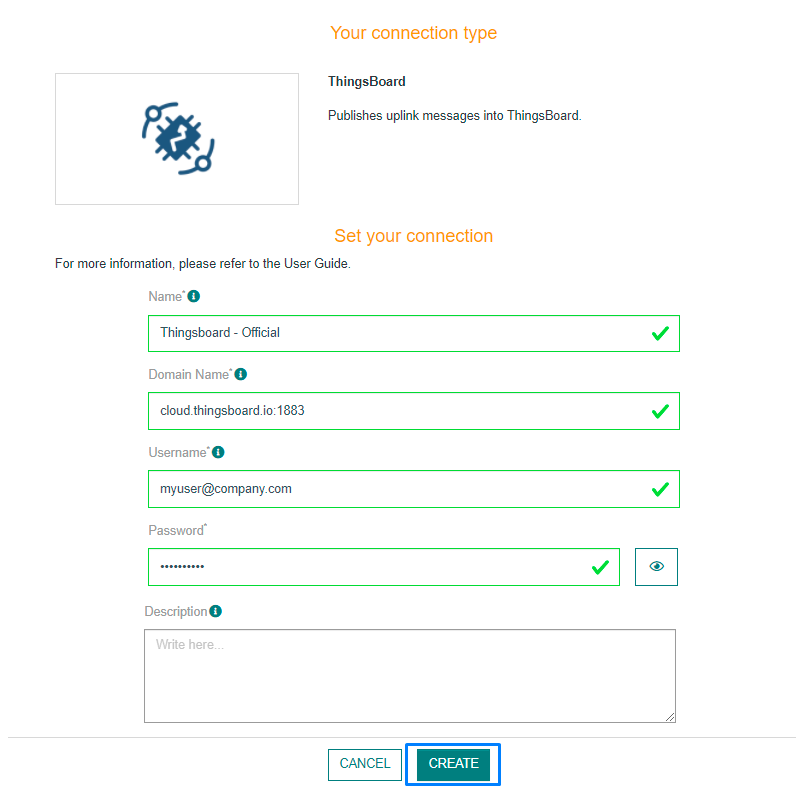 Your connection type
ThingsBoard
Publishes uplink messages into ThingsBoard.
Set your connection
For more information, please refer to the User Guide.
Name*
Thingsboard - Official
Domain Name*
cloud.thingsboard.io:1883
Username*
myuser@company.com
Password*
••••••••••
Description
Write here...
CANCEL CREATE